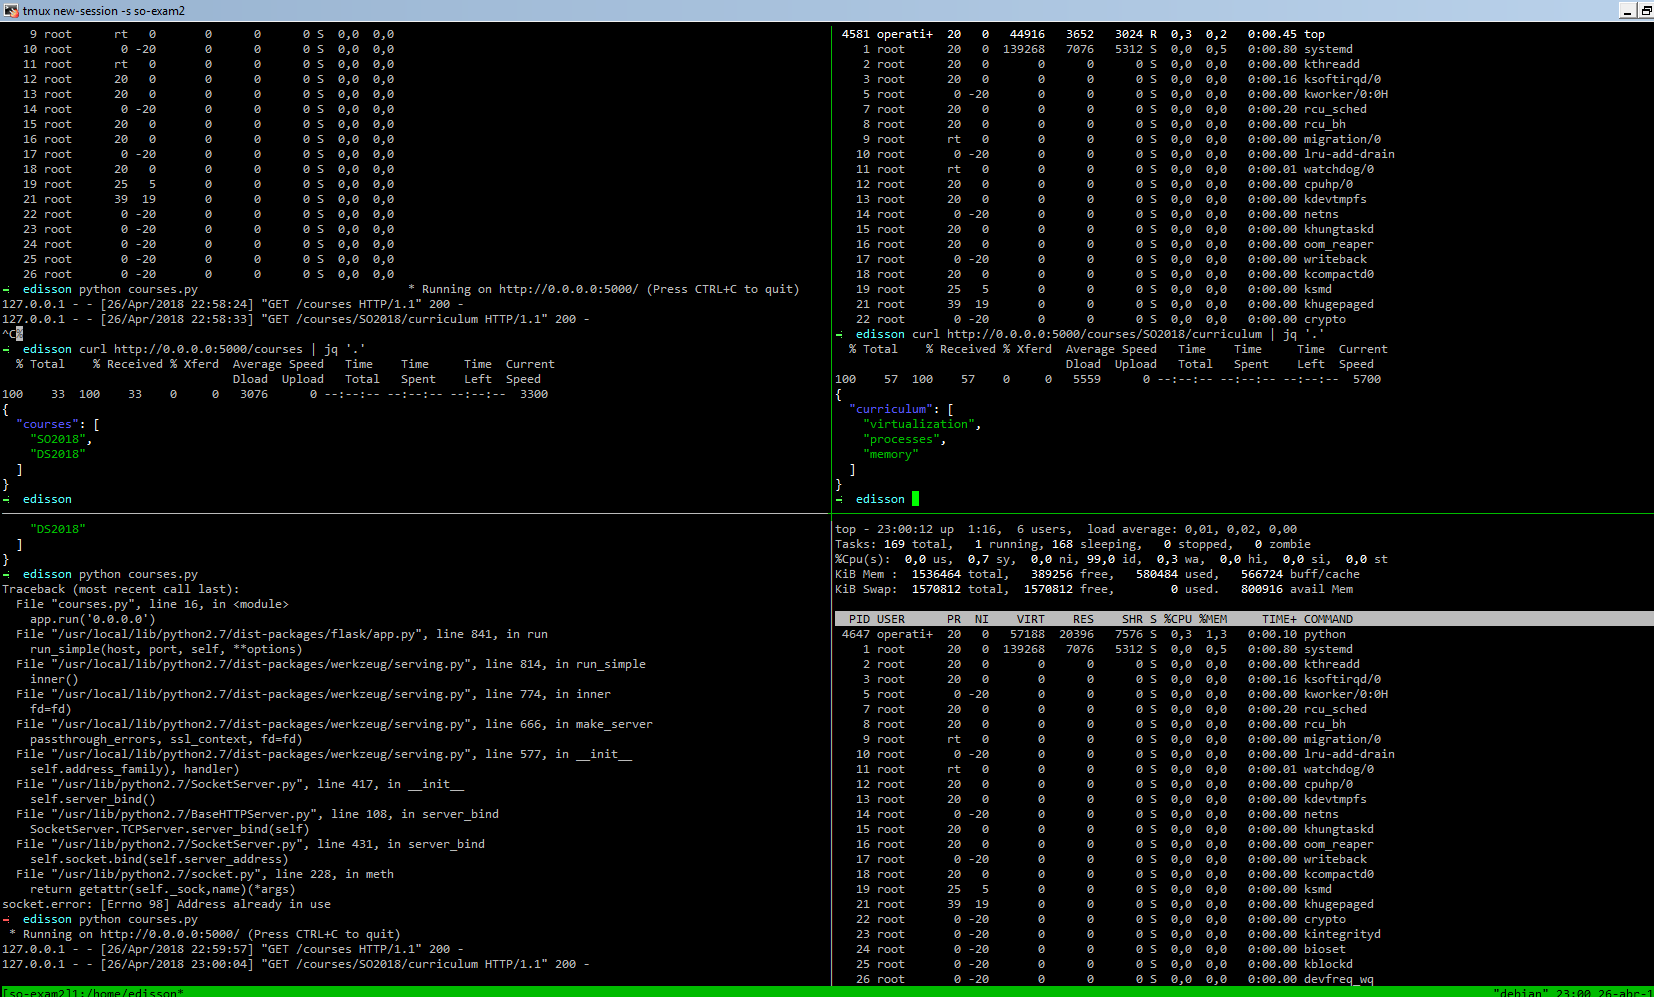 tmux new-session -s so-exam2
9 root rt 0 0 0 0 S 0,0 0,0
10 root 0 -20 0 0 0 S 0,0 0,0
11 root rt 0 0 0 0 S 0,0 0,0
12 root 20 0 0 0 0 S 0,0 0,0
13 root 20 0 0 0 0 S 0,0 0,0
14 root 0 -20 0 0 0 S 0,0 0,0
15 root 20 0 0 0 0 S 0,0 0,0
16 root 20 0 0 0 0 S 0,0 0,0
17 root 0 -20 0 0 0 S 0,0 0,0
18 root 20 0 0 0 0 S 0,0 0,0
19 root 25 5 0 0 0 S 0,0 0,0
21 root 39 19 0 0 0 S 0,0 0,0
22 root 0 -20 0 0 0 S 0,0 0,0
23 root 0 -20 0 0 0 S 0,0 0,0
24 root 0 -20 0 0 0 S 0,0 0,0
25 root 0 -20 0 0 0 S 0,0 0,0
26 root 0 -20 0 0 0 S 0,0 0,0
edisson python courses.py * Running on http://0.0.0.0:5000/ (Press CTRL+C to quit)
127.0.0.1 - - [26/Apr/2018 22:58:24] "GET /courses HTTP/1.1" 200 -
127.0.0.1 - - [26/Apr/2018 22:58:33] "GET /courses/SO2018/curriculum HTTP/1.1" 200 -
^C%
edisson curl http://0.0.0.0:5000/courses | jq '.'
% Total % Received % Xferd Average Speed Time Time Time Current
Dload Upload Total Spent Left Speed
100 33 100 33 0 0 3076 0 --:--:-- --:--:-- --:--:-- 3300
{
"courses": [
"SO2018",
"DS2018"
]
}
edisson
4581 operati+ 20 0 44916 3652 3024 R 0,3 0,2 0:00.45 top
1 root 20 0 139268 7076 5312 S 0,0 0,5 0:00.80 systemd
2 root 20 0 0 0 0 S 0,0 0,0 0:00.00 kthreadd
3 root 20 0 0 0 0 S 0,0 0,0 0:00.16 ksoftirqd/0
5 root 0 -20 0 0 0 S 0,0 0,0 0:00.00 kworker/0:0H
7 root 20 0 0 0 0 S 0,0 0,0 0:00.20 rcu_sched
8 root 20 0 0 0 0 S 0,0 0,0 0:00.00 rcu_bh
9 root rt 0 0 0 0 S 0,0 0,0 0:00.00 migration/0
10 root 0 -20 0 0 0 S 0,0 0,0 0:00.00 lru-add-drain
11 root rt 0 0 0 0 S 0,0 0,0 0:00.01 watchdog/0
12 root 20 0 0 0 0 S 0,0 0,0 0:00.00 cpuhp/0
13 root 20 0 0 0 0 S 0,0 0,0 0:00.00 kdevtmpfs
14 root 0 -20 0 0 0 S 0,0 0,0 0:00.00 netns
15 root 20 0 0 0 0 S 0,0 0,0 0:00.00 khungtaskd
16 root 20 0 0 0 0 S 0,0 0,0 0:00.00 oom_reaper
17 root 0 -20 0 0 0 S 0,0 0,0 0:00.00 writeback
18 root 20 0 0 0 0 S 0,0 0,0 0:00.00 kcompactd0
19 root 25 5 0 0 0 S 0,0 0,0 0:00.00 ksmd
21 root 39 19 0 0 0 S 0,0 0,0 0:00.00 khugepaged
22 root 0 -20 0 0 0 S 0,0 0,0 0:00.00 crypto
edisson curl http://0.0.0.0:5000/courses/SO2018/curriculum | jq '.'
% Total % Received % Xferd Average Speed Time Time Time Current
Dload Upload Total Spent Left Speed
100 57 100 57 0 0 5559 0 --:--:-- --:--:-- --:--:-- 5700
{
"curriculum": [
"virtualization",
"processes",
"memory"
]
}
edisson
"DS2018"
]
}
edisson python courses.py
Traceback (most recent call last):
File "courses.py", line 16, in <module>
app.run('0.0.0.0')
File "/usr/local/lib/python2.7/dist-packages/flask/app.py", line 841, in run
run_simple(host, port, self, **options)
File "/usr/local/lib/python2.7/dist-packages/werkzeug/serving.py", line 814, in run_simple
inner()
File "/usr/local/lib/python2.7/dist-packages/werkzeug/serving.py", line 774, in inner
fd=fd)
File "/usr/local/lib/python2.7/dist-packages/werkzeug/serving.py", line 666, in make_server
passthrough_errors, ssl_context, fd=fd)
File "/usr/local/lib/python2.7/dist-packages/werkzeug/serving.py", line 577, in __init__
self.address_family), handler)
File "/usr/lib/python2.7/SocketServer.py", line 417, in __init__
self.server_bind()
File "/usr/lib/python2.7/BaseHTTPServer.py", line 108, in server_bind
SocketServer.TCPServer.server_bind(self)
File "/usr/lib/python2.7/SocketServer.py", line 431, in server_bind
self.socket.bind(self.server_address)
File "/usr/lib/python2.7/socket.py", line 228, in meth
return getattr(self._sock,name)(*args)
socket.error: [Errno 98] Address already in use
edisson python courses.py
* Running on http://0.0.0.0:5000/ (Press CTRL+C to quit)
127.0.0.1 - - [26/Apr/2018 22:59:57] "GET /courses HTTP/1.1" 200 -
127.0.0.1 - - [26/Apr/2018 23:00:04] "GET /courses/SO2018/curriculum HTTP/1.1" 200 -
top - 23:00:12 up 1:16, 6 users, load average: 0,01, 0,02, 0,00
Tasks: 169 total, 1 running, 168 sleeping, 0 stopped, 0 zombie
%Cpu(s): 0,0 us, 0,7 sy, 0,0 ni, 99,0 id, 0,3 wa, 0,0 hi, 0,0 si, 0,0 st
KiB Mem : 1536464 total, 389256 free, 580484 used, 566724 buff/cache
KiB Swap: 1570812 total, 1570812 free, 0 used. 800916 avail Mem
PID USER PR NI VIRT RES SHR S %CPU %MEM TIME+ COMMAND
4647 operati+ 20 0 57188 20396 7576 S 0,3 1,3 0:00.10 python
1 root 20 0 139268 7076 5312 S 0,0 0,5 0:00.80 systemd
2 root 20 0 0 0 0 S 0,0 0,0 0:00.00 kthreadd
3 root 20 0 0 0 0 S 0,0 0,0 0:00.16 ksoftirqd/0
5 root 0 -20 0 0 0 S 0,0 0,0 0:00.00 kworker/0:0H
7 root 20 0 0 0 0 S 0,0 0,0 0:00.20 rcu_sched
8 root 20 0 0 0 0 S 0,0 0,0 0:00.00 rcu_bh
9 root rt 0 0 0 0 S 0,0 0,0 0:00.00 migration/0
10 root 0 -20 0 0 0 S 0,0 0,0 0:00.00 lru-add-drain
11 root rt 0 0 0 0 S 0,0 0,0 0:00.01 watchdog/0
12 root 20 0 0 0 0 S 0,0 0,0 0:00.00 cpuhp/0
13 root 20 0 0 0 0 S 0,0 0,0 0:00.00 kdevtmpfs
14 root 0 -20 0 0 0 S 0,0 0,0 0:00.00 netns
15 root 20 0 0 0 0 S 0,0 0,0 0:00.00 khungtaskd
16 root 20 0 0 0 0 S 0,0 0,0 0:00.00 oom_reaper
17 root 0 -20 0 0 0 S 0,0 0,0 0:00.00 writeback
18 root 20 0 0 0 0 S 0,0 0,0 0:00.00 kcompactd0
19 root 25 5 0 0 0 S 0,0 0,0 0:00.00 ksmd
21 root 39 19 0 0 0 S 0,0 0,0 0:00.00 khugepaged
22 root 0 -20 0 0 0 S 0,0 0,0 0:00.00 crypto
23 root 0 -20 0 0 0 S 0,0 0,0 0:00.00 kintegrityd
24 root 0 -20 0 0 0 S 0,0 0,0 0:00.00 bioset
25 root 0 -20 0 0 0 S 0,0 0,0 0:00.00 kblockd
26 root 0 -20 0 0 0 S 0,0 0,0 0:00.00 devfreq_wq
[so-exam2]1:/home/edisson* "debian" 23:00 26-abr-1